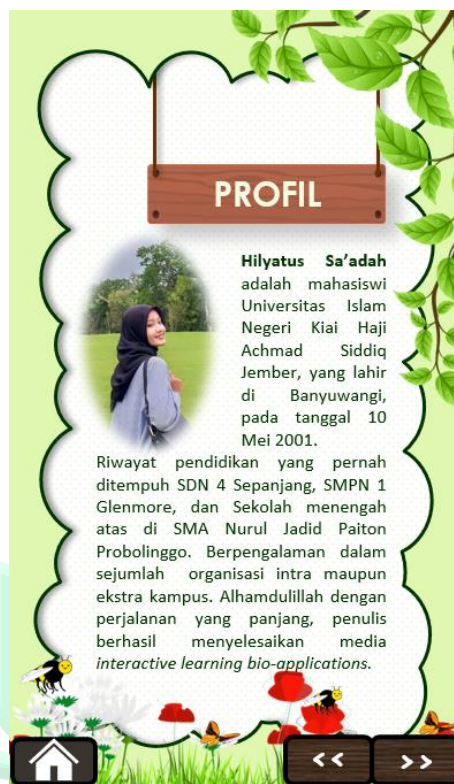 PROFIL
Hilyatus Sa'adah
adalah mahasiswi
Universitas Islam
Negeri Kiai Haji
Achmad Siddiq
Jember, yang lahir
di Banyuwangi,
pada tanggal 10
Mei 2001.
Riwayat pendidikan yang pernah
ditempuh SDN 4 Sepanjang, SMPN 1
Glenmore, dan Sekolah menengah
atas di SMA Nurul Jadid Paiton
Probolinggo. Berpengalaman dalam
sejumlah organisasi intra maupun
ekstra kampus. Alhamdulillah dengan
perjalanan yang panjang, penulis
berhasil menyelesaikan media
interactive learning bio-applications.
<< >>